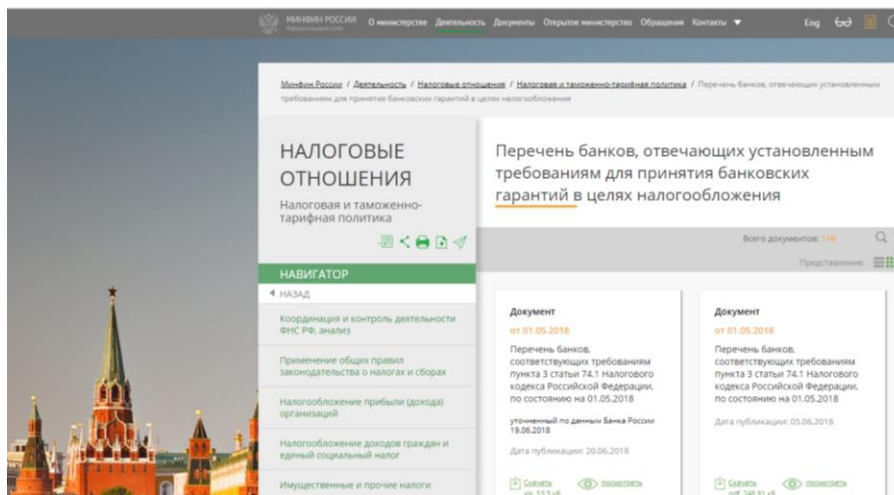 МИНФИН РОССИИ
Официальный сайт
О министерстве Деятельность Документы Открытое министерство Обращения Контакты
Eng
Минфин России / Деятельность / Налоговые отношения / Налоговая и таможенно-тарифная политика / Перечень банков, отвечающих установленным
требованиям для принятия банковских гарантий в целях налогообложения
НАЛОГОВЫЕ
ОТНОШЕНИЯ
Налоговая и таможенно-
тарифная политика
НАВИГАТОР
НАЗАД
Координация и контроль деятельности
ФНС РФ, анализ
Применение общих правил
законодательства о налогах и сборах
Налогообложение прибыли (дохода)
организаций
Налогообложение доходов граждан и
единый социальный налог
Имущественные и прочие налоги
Перечень банков, отвечающих установленным
требованиям для принятия банковских
гарантий в целях налогообложения
Всего документов: 110
Представление:
Документ
от 01.05.2018
Перечень банков,
соответствующих требованиям
пункта 3 статьи 74.1 Налогового
кодекса Российской Федерации,
по состоянию на 01.05.2018
уточненный по данным Банка России
19.06.2018
Дата публикации: 20.06.2018
Скачать посмотреть
Документ
от 01.05.2018
Перечень банков,
соответствующих требованиям
пункта 3 статьи 74.1 Налогового
кодекса Российской Федерации,
по состоянию на 01.05.2018
Дата публикации: 05.06.2018
Скачать посмотреть